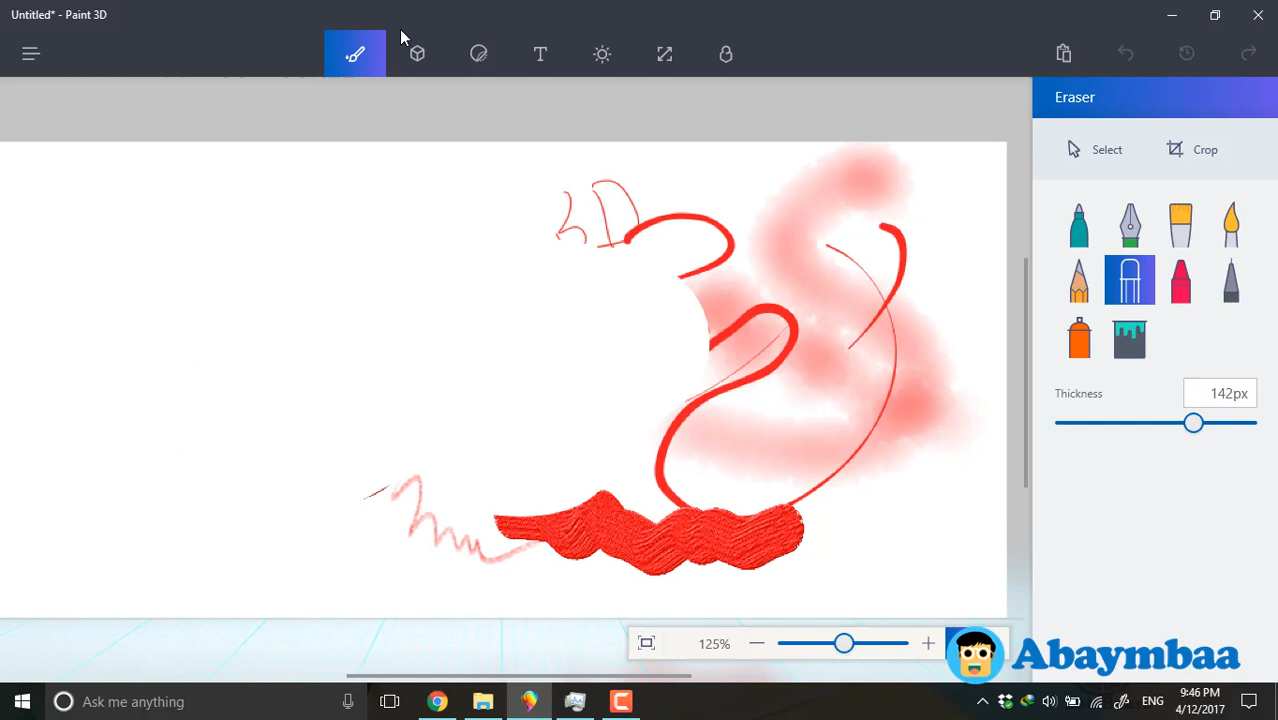 Untitled* - Paint 3D
T
Eraser
Select
Crop
Thickness
142px
125%
Abaymbaa
Ask me anything
ENG
9:46 PM
4/12/2017